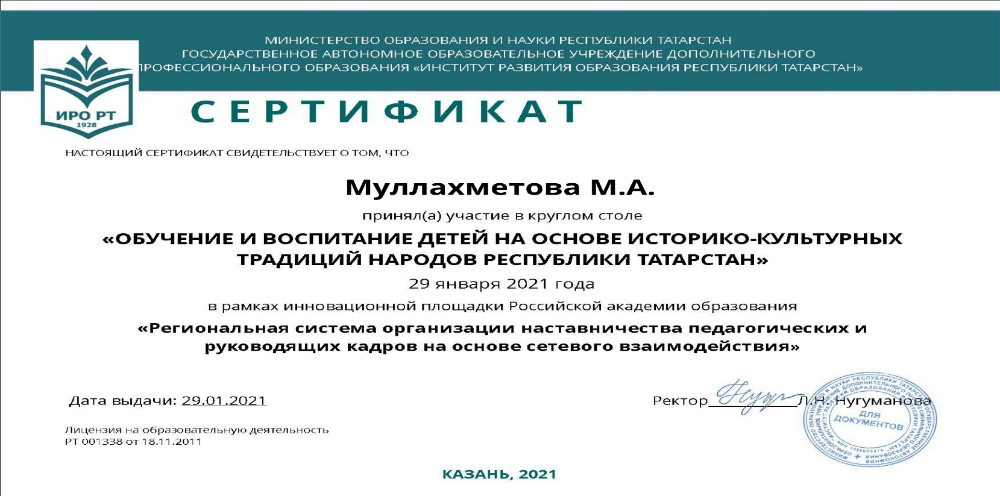 МИНИСТЕРСТВО ОБРАЗОВАНИЯ И НАУКИ РЕСПУБЛИКИ ТАТАРСТАН
ГОСУДАРСТВЕННОЕ АВТОНОМНОЕ ОБРАЗОВАТЕЛЬНОЕ УЧРЕЖДЕНИЕ ДОПОЛНИТЕЛЬНОГО
ПРОФЕССИОНАЛЬНОГО ОБРАЗОВАНИЯ «ИНСТИТУТ РАЗВИТИЯ ОБРАЗОВАНИЯ РЕСПУБЛИКИ ТАТАРСТАН»
ИРО РТ
1928
СЕРТИФИКАТ
НАСТОЯЩИЙ СЕРТИФИКАТ СВИДЕТЕЛЬСТВУЕТ О ТОМ, ЧТО
Муллахметова М.А.
принял(а) участие в круглом столе
«ОБУЧЕНИЕ И ВОСПИТАНИЕ ДЕТЕЙ НА ОСНОВЕ ИСТОРИКО-КУЛЬТУРНЫХ
ТРАДИЦИЙ НАРОДОВ РЕСПУБЛИКИ ТАТАРСТАН»
29 января 2021 года
в рамках инновационной площадки Российской академии образования
«Региональная система организации наставничества педагогических и
руководящих кадров на основе сетевого взаимодействия»
Дата выдачи: 29.01.2021
Ректор Л.Н. Нугуманова
ДЛЯ
ДОКУМЕНТОВ
Лицензия на образовательную деятельность
РТ 001338 от 18.11.2011
КАЗАНЬ, 2021